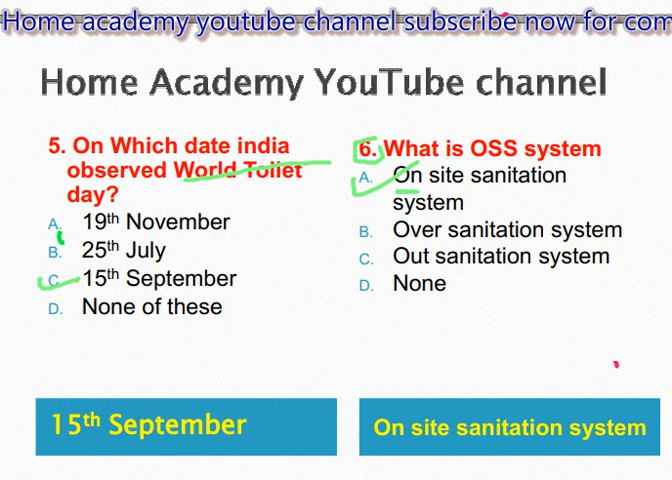 Home academy youtube channel subscribe now for com
Home Academy YouTube channel
5. On Which date india
observed World Toliet
day?
A. 19th November
B. 25th July
C. 15th September
D. None of these
15th September
6. What is OSS system
A. On site sanitation
system
B. Over sanitation system
C. Out sanitation system
D. None
On site sanitation system